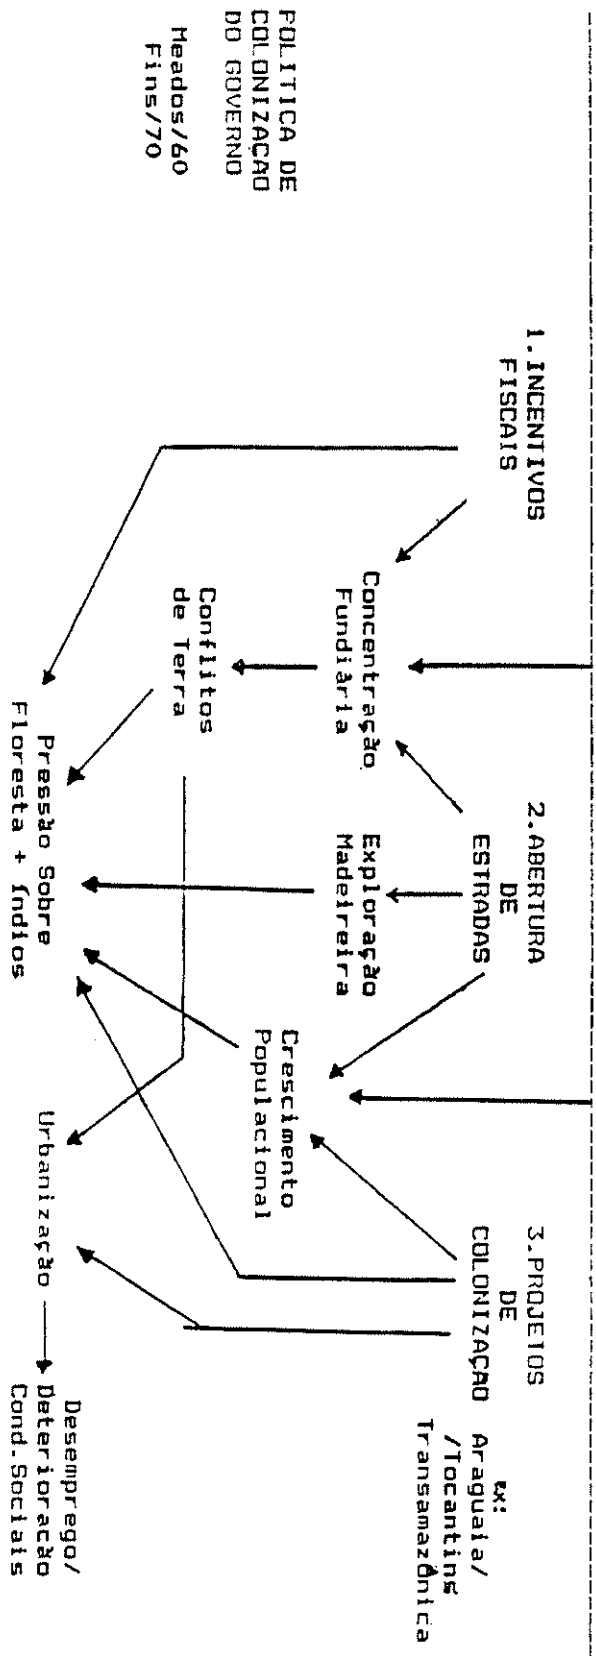 POLITICA DE
COLONIZAÇÃO
DO GOVERNO
Meados/60
Fins/70
1.INCENTIVOS
FISCAIS
2.ABERTURA
DE
ESTRADAS
3.PROJETOS
DE
COLONIZAÇÃO
ex:
Araguaia/
/Tocantins
Transamazônica
Concentração
Fundiária
Exploração
Madeireira
Crescimento
Populacional
Conflitos
de Terra
Pressão Sobre
Floresta + Índios
Urbanização
Desemprego/
Deterioração
Cond.Sociais